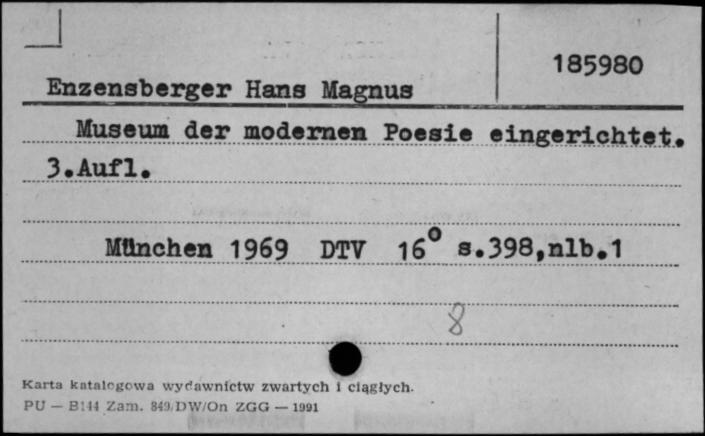 185980
Enzensberger Hans Magnus
Museum der modernen Poesie eingerichtet.
3.Aufl.
München 1969 DTV 16° s.398,nlb.1
8
Karta katalogowa wydawnictw zwartych i ciągłych.
PU — B144 Zam. 849/DW/On ZGG — 1991